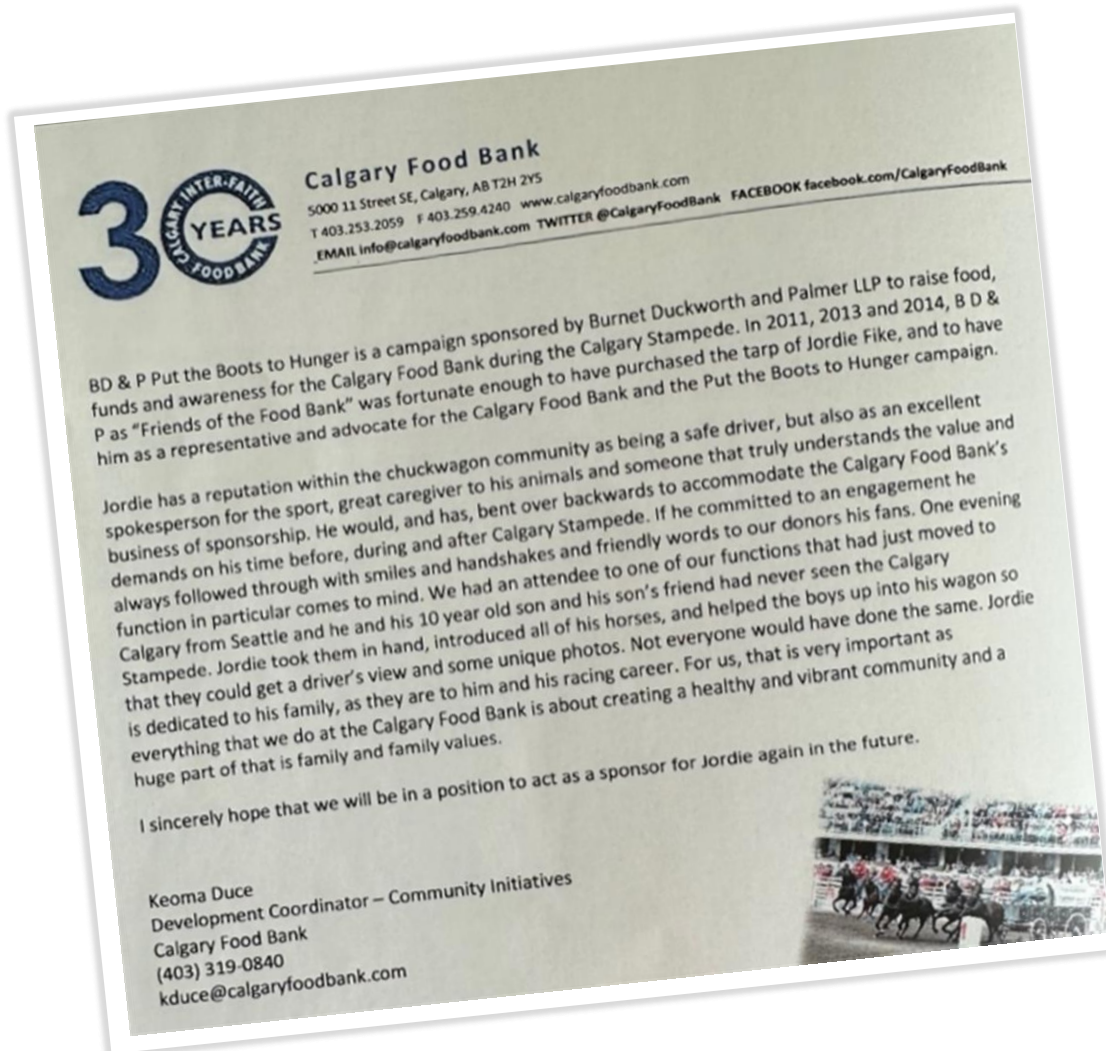 30
CALGARY INTER-FAITH
YEARS
FOOD BANK
Calgary Food Bank
5000 11 Street SE, Calgary, AB T2H 2Y5
T 403.253.2059 F 403.259.4240 www.calgaryfoodbank.com
EMAIL info@calgaryfoodbank.com TWITTER @CalgaryFoodBank FACEBOOK facebook.com/CalgaryFoodBank
BD & P Put the Boots to Hunger is a campaign sponsored by Burnet Duckworth and Palmer LLP to raise food,
funds and awareness for the Calgary Food Bank during the Calgary Stampede. In 2011, 2013 and 2014, B D &
P as “Friends of the Food Bank” was fortunate enough to have purchased the tarp of Jordie Fike, and to have
him as a representative and advocate for the Calgary Food Bank and the Put the Boots to Hunger campaign.
Jordie has a reputation within the chuckwagon community as being a safe driver, but also as an excellent
spokesperson for the sport, great caregiver to his animals and someone that truly understands the value and
business of sponsorship. He would, and has, bent over backwards to accommodate the Calgary Food Bank’s
demands on his time before, during and after Calgary Stampede. If he committed to an engagement he
always followed through with smiles and handshakes and friendly words to our donors his fans. One evening
function in particular comes to mind. We had an attendee to one of our functions that had just moved to
Calgary from Seattle and he and his 10 year old son and his son’s friend had never seen the Calgary
Stampede. Jordie took them in hand, introduced all of his horses, and helped the boys up into his wagon so
that they could get a driver’s view and some unique photos. Not everyone would have done the same. Jordie
is dedicated to his family, as they are to him and his racing career. For us, that is very important as
everything that we do at the Calgary Food Bank is about creating a healthy and vibrant community and a
huge part of that is family and family values.
I sincerely hope that we will be in a position to act as a sponsor for Jordie again in the future.
Keoma Duce
Development Coordinator – Community Initiatives
Calgary Food Bank
(403) 319-0840
kduce@calgaryfoodbank.com